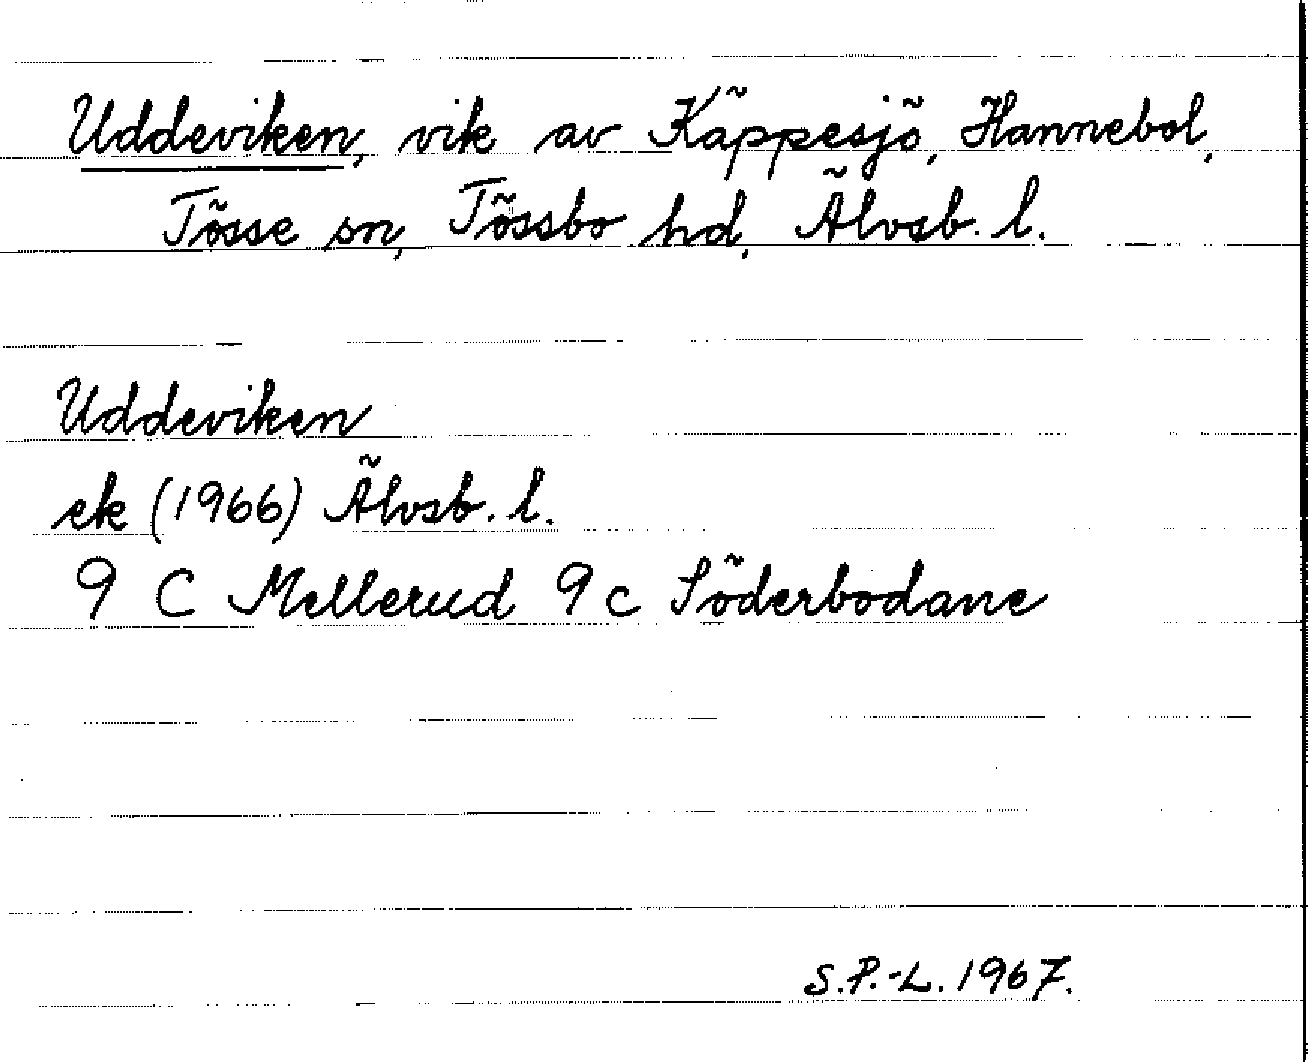 Uddeviken, vik av Käppesjö, Hannebol,
Tösse sn, Tössbo hd, Älvsb. l.
Uddeviken
ek (1966) Älvsb. l.
9 C Mellerud 9 c Söderbodane
S.P.-L. 1967.